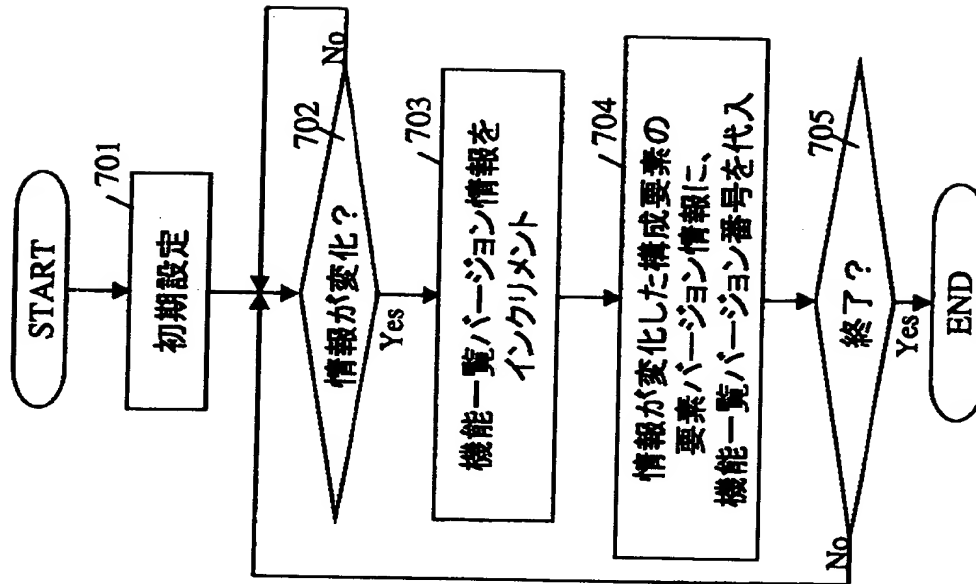 START
701
初期設定
702
情報が変化？
No
Yes
703
機能一覧バージョン情報を
インクリメント
704
情報が変化した構成要素の
要素バージョン情報に、
機能一覧バージョン番号を代入
705
終了？
No
Yes
END